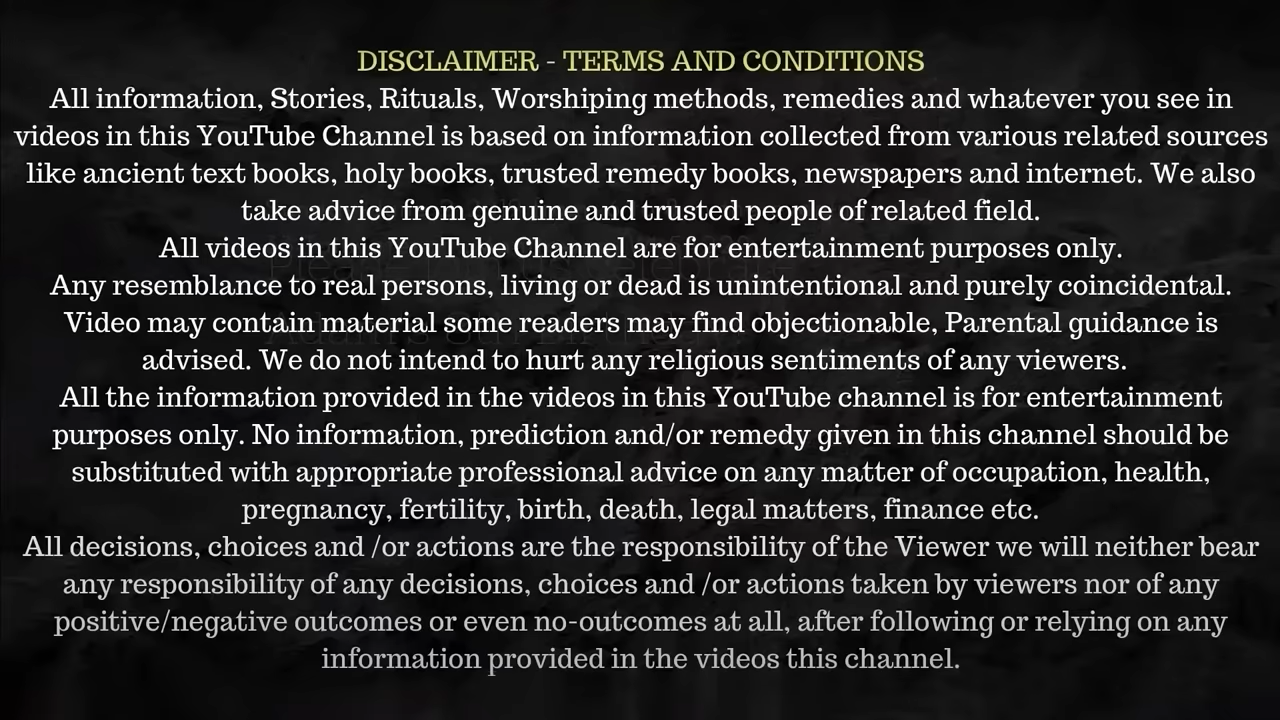 DISCLAIMER - TERMS AND CONDITIONS
All information, Stories, Rituals, Worshiping methods, remedies and whatever you see in
videos in this YouTube Channel is based on information collected from various related sources
like ancient text books, holy books, trusted remedy books, newspapers and internet. We also
take advice from genuine and trusted people of related field.
All videos in this YouTube Channel are for entertainment purposes only.
Any resemblance to real persons, living or dead is unintentional and purely coincidental.
Video may contain material some readers may find objectionable, Parental guidance is
advised. We do not intend to hurt any religious sentiments of any viewers.
All the information provided in the videos in this YouTube channel is for entertainment
purposes only. No information, prediction and/or remedy given in this channel should be
substituted with appropriate professional advice on any matter of occupation, health,
pregnancy, fertility, birth, death, legal matters, finance etc.
All decisions, choices and /or actions are the responsibility of the Viewer we will neither bear
any responsibility of any decisions, choices and /or actions taken by viewers nor of any
positive/negative outcomes or even no-outcomes at all, after following or relying on any
information provided in the videos this channel.